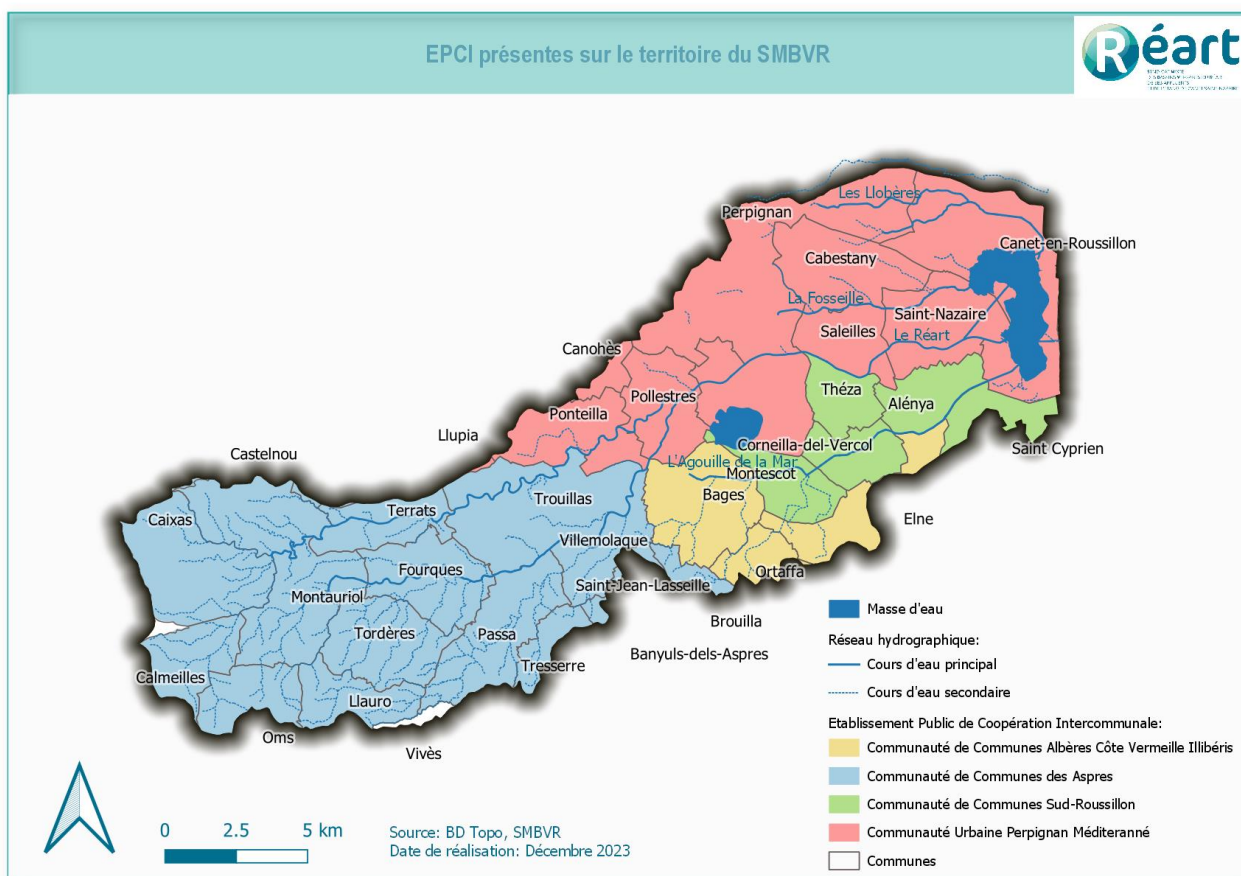 EPCI présentes sur le territoire du SMBVR
Réart
Les Llobères
Perpignan
Canet-en-Roussillon
Cabestany
La Fosseille
Saint-Nazaire
Saleilles
Le Réart
Canohès
Théza
Pollestres
Alénya
Ponteilla
Llupia
Corneilla-del-Vercol
Saint Cyprien
Castelnou
L'Agouille de la Mar
Montescot
Trouillas
Bages
Terrats
Caixas
Elne
Villemolaque
Fourques
Ortaffa
Saint-Jean-Lasseille
Montauriol
Brouilla
Tordères
Passa
Banyuls-dels-Aspres
Tresserre
Calmeilles
Llauro
Oms
Vivès
Masse d'eau
Réseau hydrographique:
Cours d'eau principal
Cours d'eau secondaire
Etablissement Public de Coopération Intercommunale:
Communauté de Communes Albères Côte Vermeille Illibéris
Communauté de Communes des Aspres
Communauté de Communes Sud-Roussillon
Communauté Urbaine Perpignan Méditeranné
Communes
0 2.5 5 km
Source: BD Topo, SMBVR
Date de réalisation: Décembre 2023